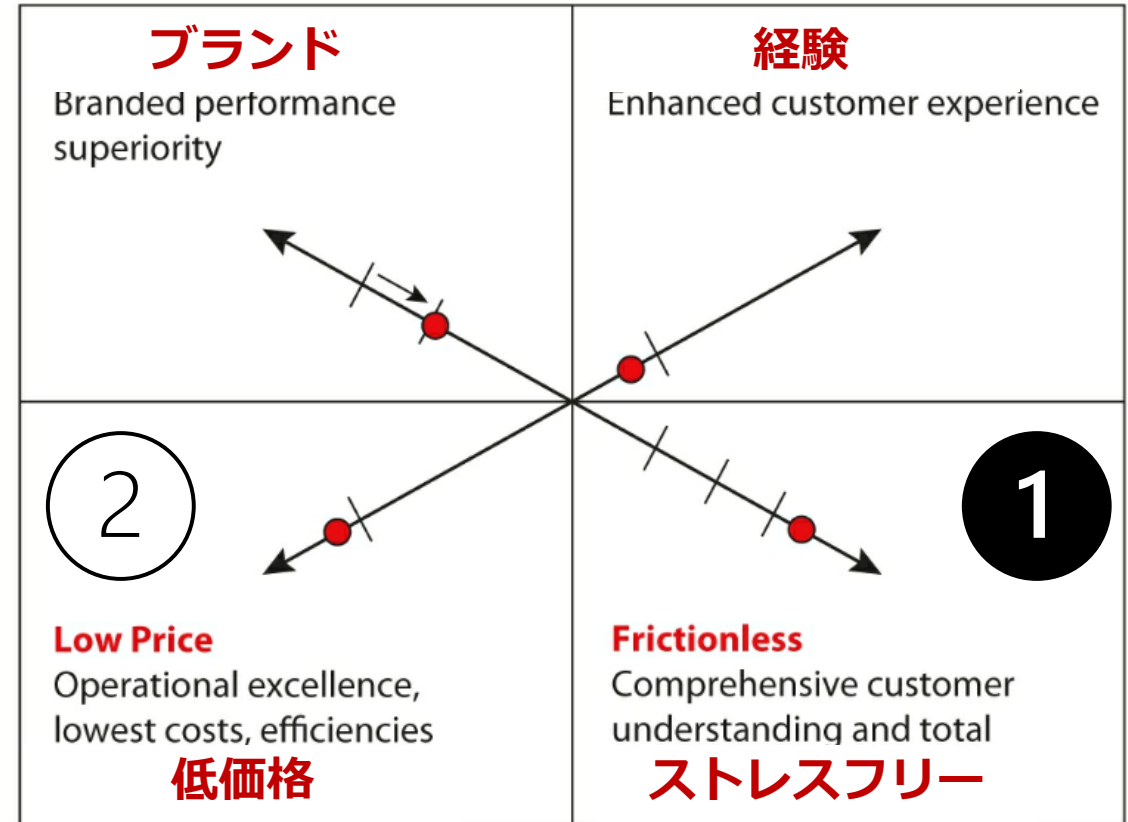 ブランド
Branded performance
superiority
経験
Enhanced customer experience
2
1
Low Price
Operational excellence,
lowest costs, efficiencies
低価格
Frictionless
Comprehensive customer
understanding and total
ストレスフリー